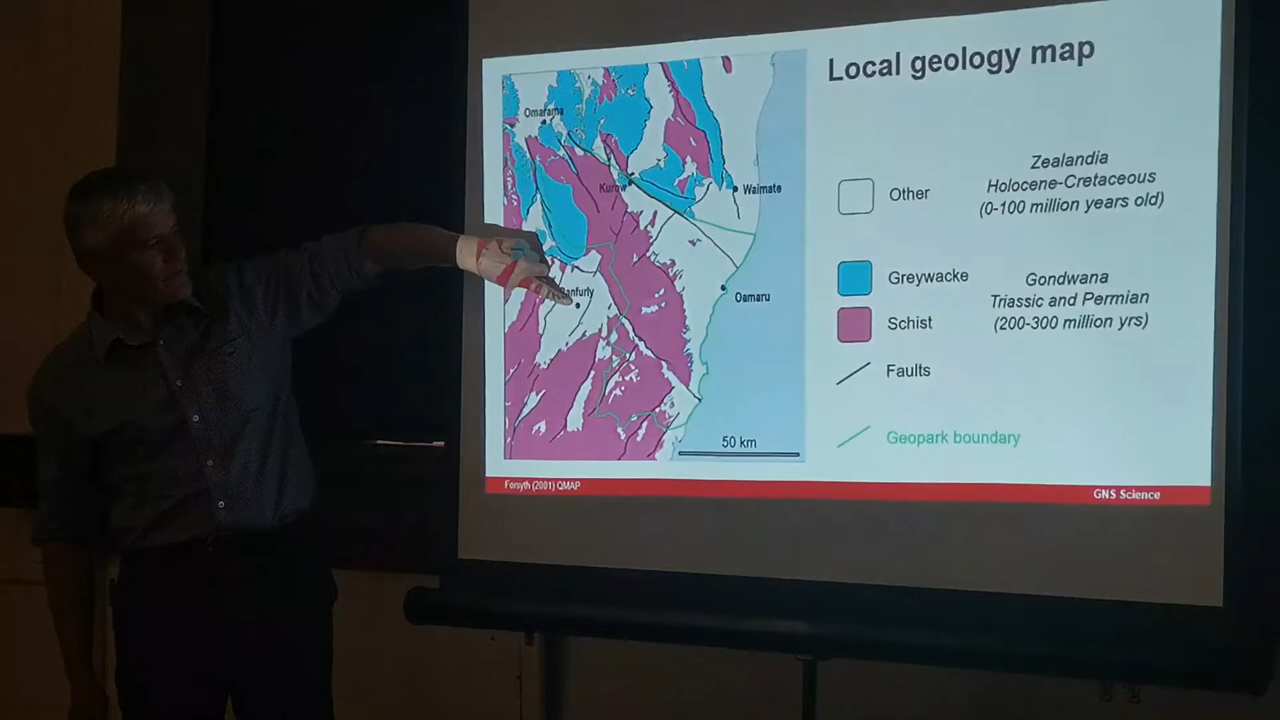 Local geology map
Omarama
Kurow
Waimate
Oamaru
50 km
Other
Zealandia
Holocene-Cretaceous
(0-100 million years old)
Greywacke
Schist
Gondwana
Triassic and Permian
(200-300 million yrs)
Faults
Geopark boundary
Forsyth (2001) QMAP
GNS Science